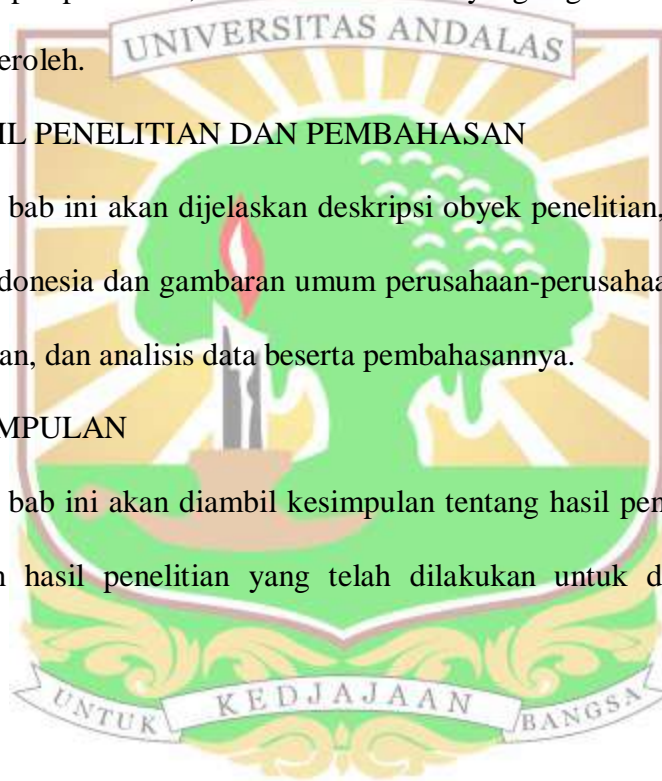 UNIVERSITAS ANDALAS
eroleh.
IL PENELITIAN DAN PEMBAHASAN
bab ini akan dijelaskan deskripsi obyek penelitian,
donesia dan gambaran umum perusahaan-perusahaa
an, dan analisis data beserta pembahasannya.
MPULAN
bab ini akan diambil kesimpulan tentang hasil pen
hasil penelitian yang telah dilakukan untuk d
UNTUK KEDJAJAAN BANGSA